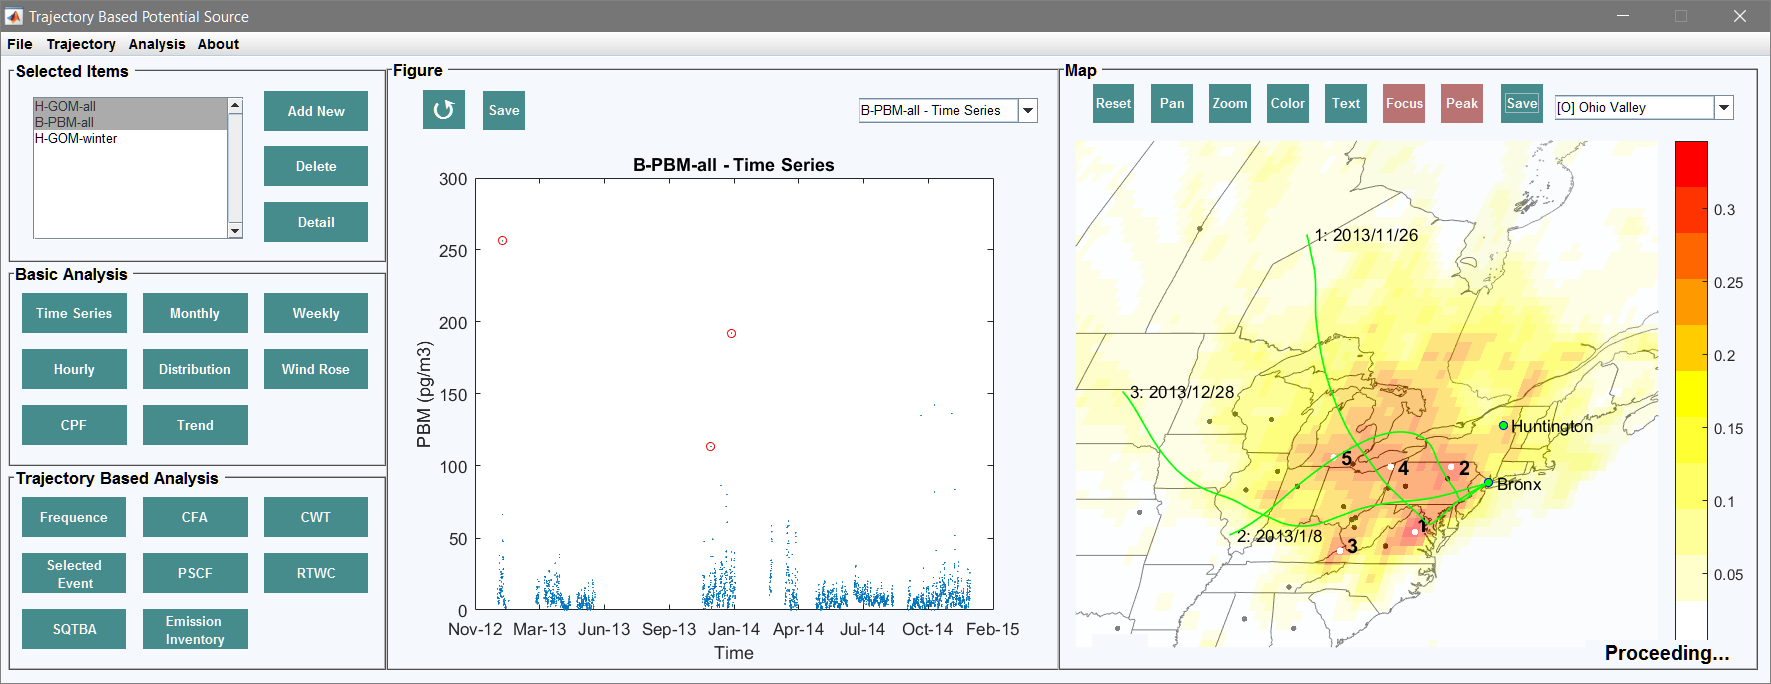 Trajectory Based Potential Source
File Trajectory Analysis About
Selected Items
H-GOM-all
B-PBM-all
H-GOM-winter
Add New
Delete
Detail
Basic Analysis
Time Series Monthly Weekly
Hourly Distribution Wind Rose
CPF Trend
Trajectory Based Analysis
Frequence CFA CWT
Selected
Event
PSCF RTWC
SQTBA
Emission
Inventory
Figure
Save
B-PBM-all - Time Series
B-PBM-all - Time Series
300
250
200
150
100
50
0
PBM (pg/m3)
Nov-12 Mar-13 Jun-13 Sep-13 Jan-14 Apr-14 Jul-14 Oct-14 Feb-15
Time
Map
Reset Pan Zoom Color Text Focus Peak Save
[O] Ohio Valley
1: 2013/11/26
3: 2013/12/28
Huntington
5
4
2
Bronx
1
2: 2013/1/8
3
0.3
0.25
0.2
0.15
0.1
0.05
Proceeding...